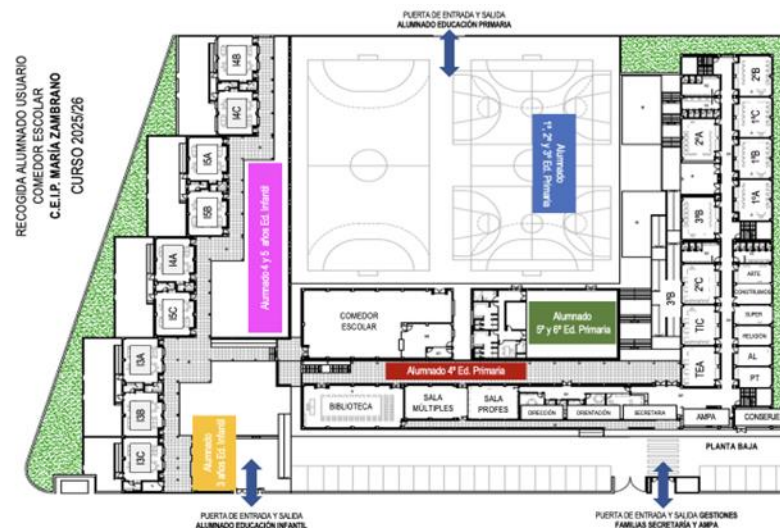 PUERTA DE ENTRADA Y SALIDA
ALUMNADO EDUCACIÓN PRIMARIA
RECOGIDA ALUMNADO USUARIO
COMEDOR ESCOLAR
C.E.I.P. MARÍA ZAMBRANO
CURSO 2025/26
I4B
I4C
I5A
I5B
I4A
I5C
I3A
I3B
I3C
Alumnado 4 y 5 años Ed. Infantil
Alumnado
3 años Ed. Infantil
Alumnado
1º, 2º y 3º Ed. Primaria
COMEDOR
ESCOLAR
Alumnado
5º y 6º Ed. Primaria
Alumnado 4º Ed. Primaria
BIBLIOTECA
SALA
MÚLTIPLES
SALA
PROFES
DIRECCIÓN
ORIENTACIÓN
SECRETARIA
AMPA
CONSERJE
2ºB
1ºC
1ºB
1ºA
2ºA
3ºB
2ºC
TIC
TEA
3ºB
ARTE
CONSTRUIMOS
SUPER
RELIGIÓN
AL
PT
PLANTA BAJA
PUERTA DE ENTRADA Y SALIDA
ALUMNADO EDUCACIÓN INFANTIL
PUERTA DE ENTRADA Y SALIDA GESTIONES
FAMILIAS SECRETARÍA Y AMPA